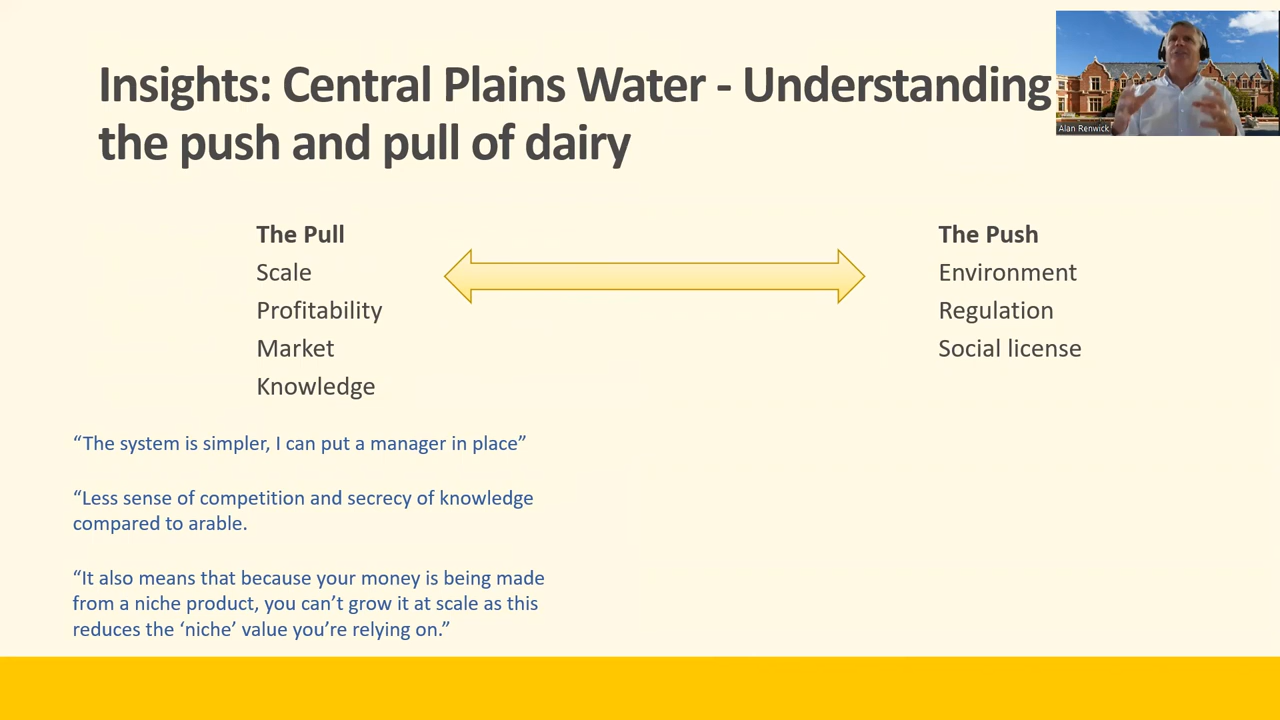 Insights: Central Plains Water - Understanding
the push and pull of dairy
Alan Renwick
The Pull
Scale
Profitability
Market
Knowledge
The Push
Environment
Regulation
Social license
“The system is simpler, I can put a manager in place”
“Less sense of competition and secrecy of knowledge
compared to arable.
“It also means that because your money is being made
from a niche product, you can’t grow it at scale as this
reduces the ‘niche’ value you’re relying on.”